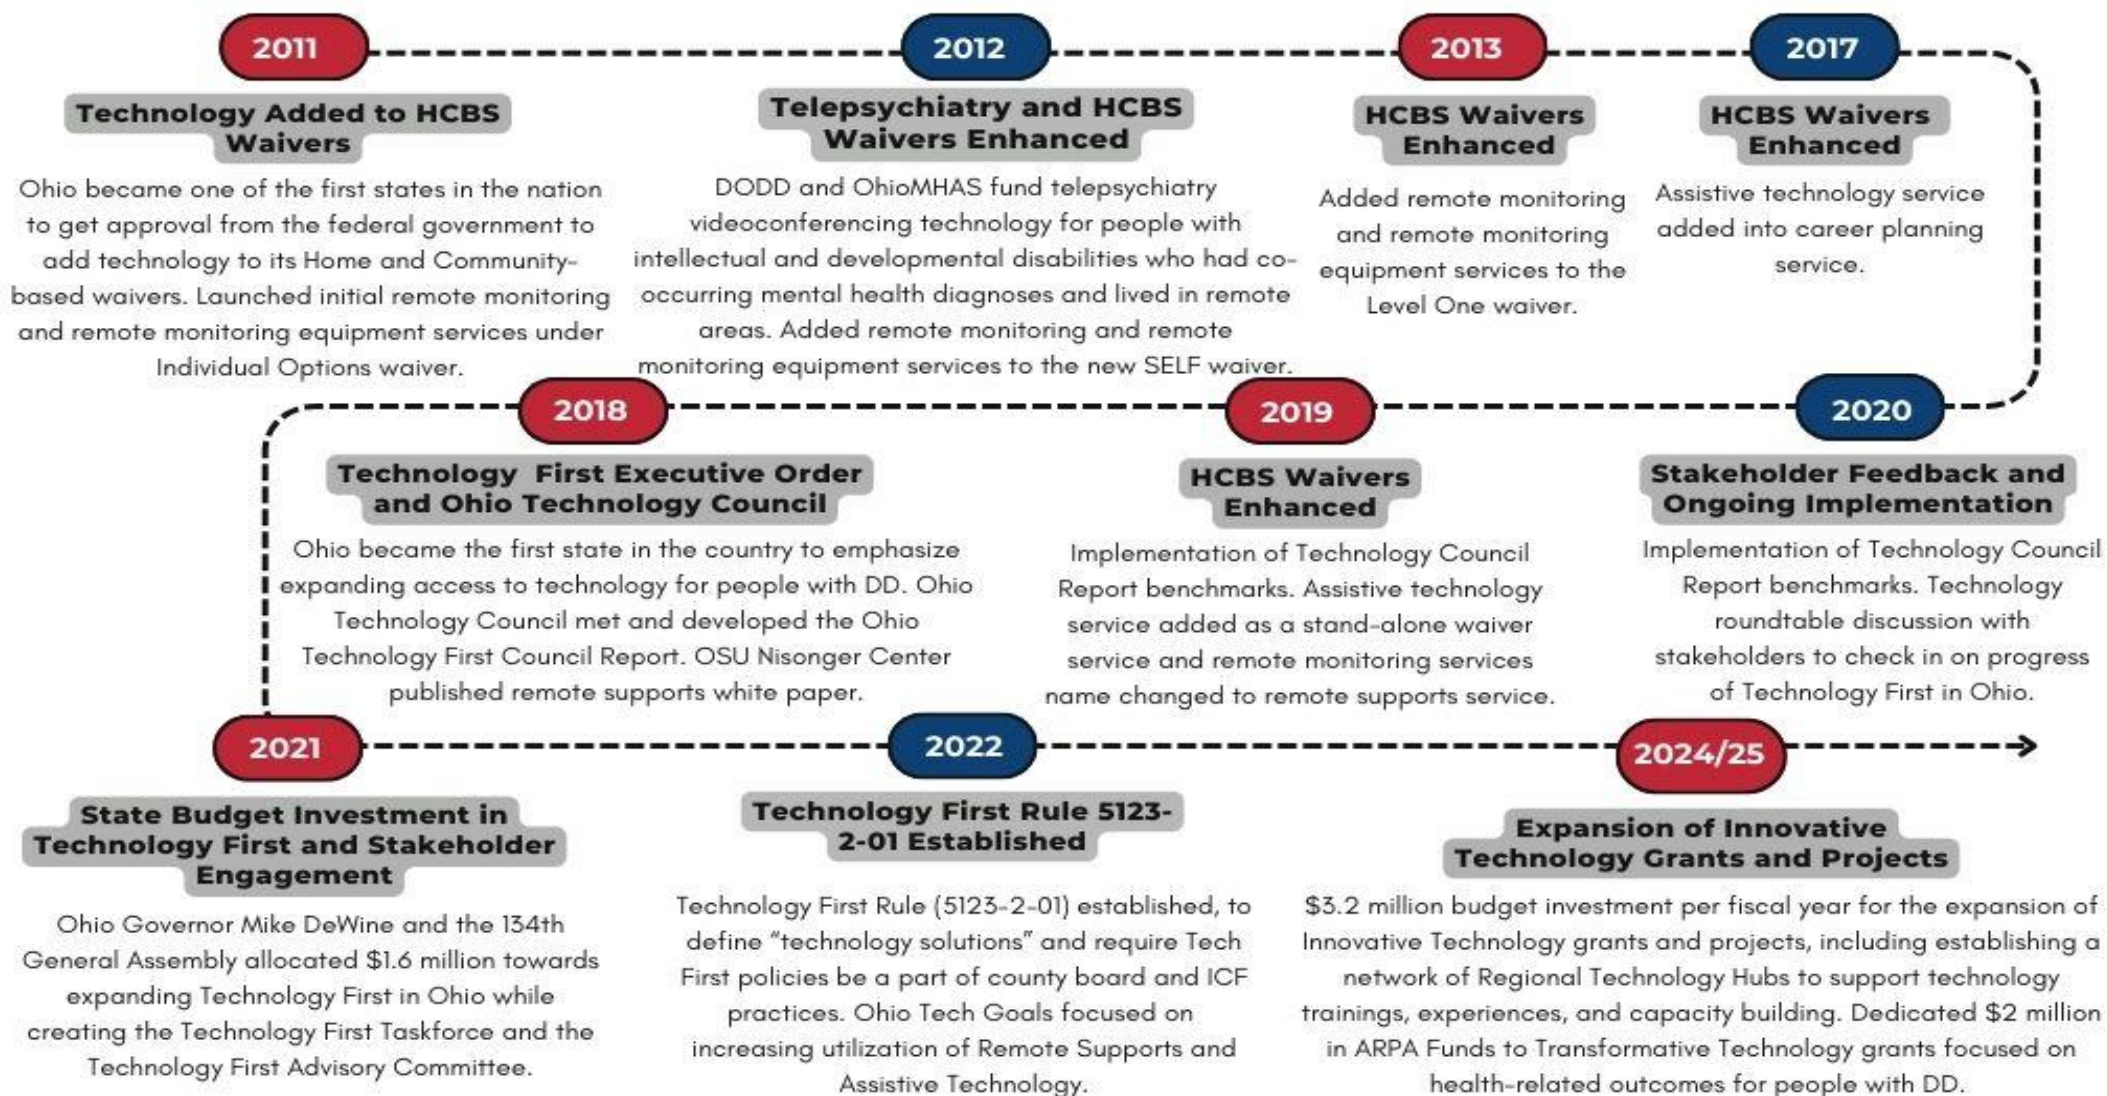 2011
Technology Added to HCBS
Waivers
Ohio became one of the first states in the nation
to get approval from the federal government to
add technology to its Home and Community-
based waivers. Launched initial remote monitoring
and remote monitoring equipment services under
Individual Options waiver.
2012
Telepsychiatry and HCBS
Waivers Enhanced
DODD and OhioMHAS fund telepsychiatry
videoconferencing technology for people with
intellectual and developmental disabilities who had co-
occurring mental health diagnoses and lived in remote
areas. Added remote monitoring and remote
monitoring equipment services to the new SELF waiver.
2013
HCBS Waivers
Enhanced
Added remote monitoring
and remote monitoring
equipment services to the
Level One waiver.
2017
HCBS Waivers
Enhanced
Assistive technology service
added into career planning
service.
2018
Technology First Executive Order
and Ohio Technology Council
Ohio became the first state in the country to emphasize
expanding access to technology for people with DD. Ohio
Technology Council met and developed the Ohio
Technology First Council Report. OSU Nisonger Center
published remote supports white paper.
2019
HCBS Waivers
Enhanced
Implementation of Technology Council
Report benchmarks. Assistive technology
service added as a stand-alone waiver
service and remote monitoring services
name changed to remote supports service.
2020
Stakeholder Feedback and
Ongoing Implementation
Implementation of Technology Council
Report benchmarks. Technology
roundtable discussion with
stakeholders to check in on progress
of Technology First in Ohio.
2021
State Budget Investment in
Technology First and Stakeholder
Engagement
Ohio Governor Mike DeWine and the 134th
General Assembly allocated $1.6 million towards
expanding Technology First in Ohio while
creating the Technology First Taskforce and the
Technology First Advisory Committee.
2022
Technology First Rule 5123-
2-01 Established
Technology First Rule (5123-2-01) established, to
define “technology solutions” and require Tech
First policies be a part of county board and ICF
practices. Ohio Tech Goals focused on
increasing utilization of Remote Supports and
Assistive Technology.
2024/25
Expansion of Innovative
Technology Grants and Projects
$3.2 million budget investment per fiscal year for the expansion of
Innovative Technology grants and projects, including establishing a
network of Regional Technology Hubs to support technology
trainings, experiences, and capacity building. Dedicated $2 million
in ARPA Funds to Transformative Technology grants focused on
health-related outcomes for people with DD.